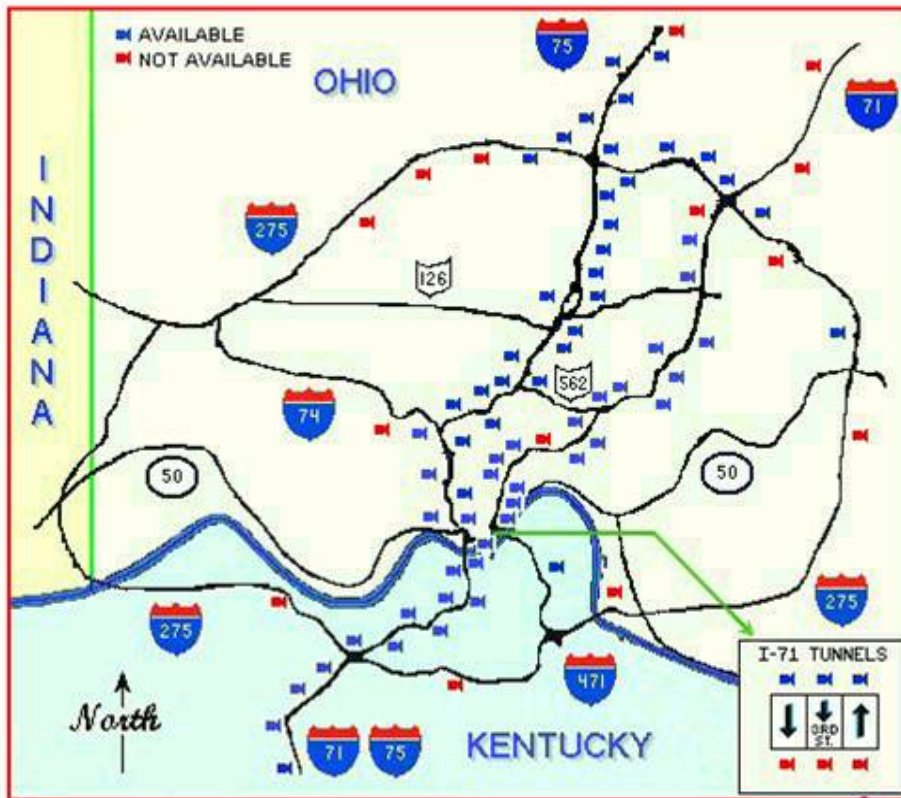 AVAILABLE
NOT AVAILABLE
OHIO
75
71
INDIANA
275
126
74
562
50
50
275
275
471
North
71
75
KENTUCKY
I-71 TUNNELS
3RD
ST.